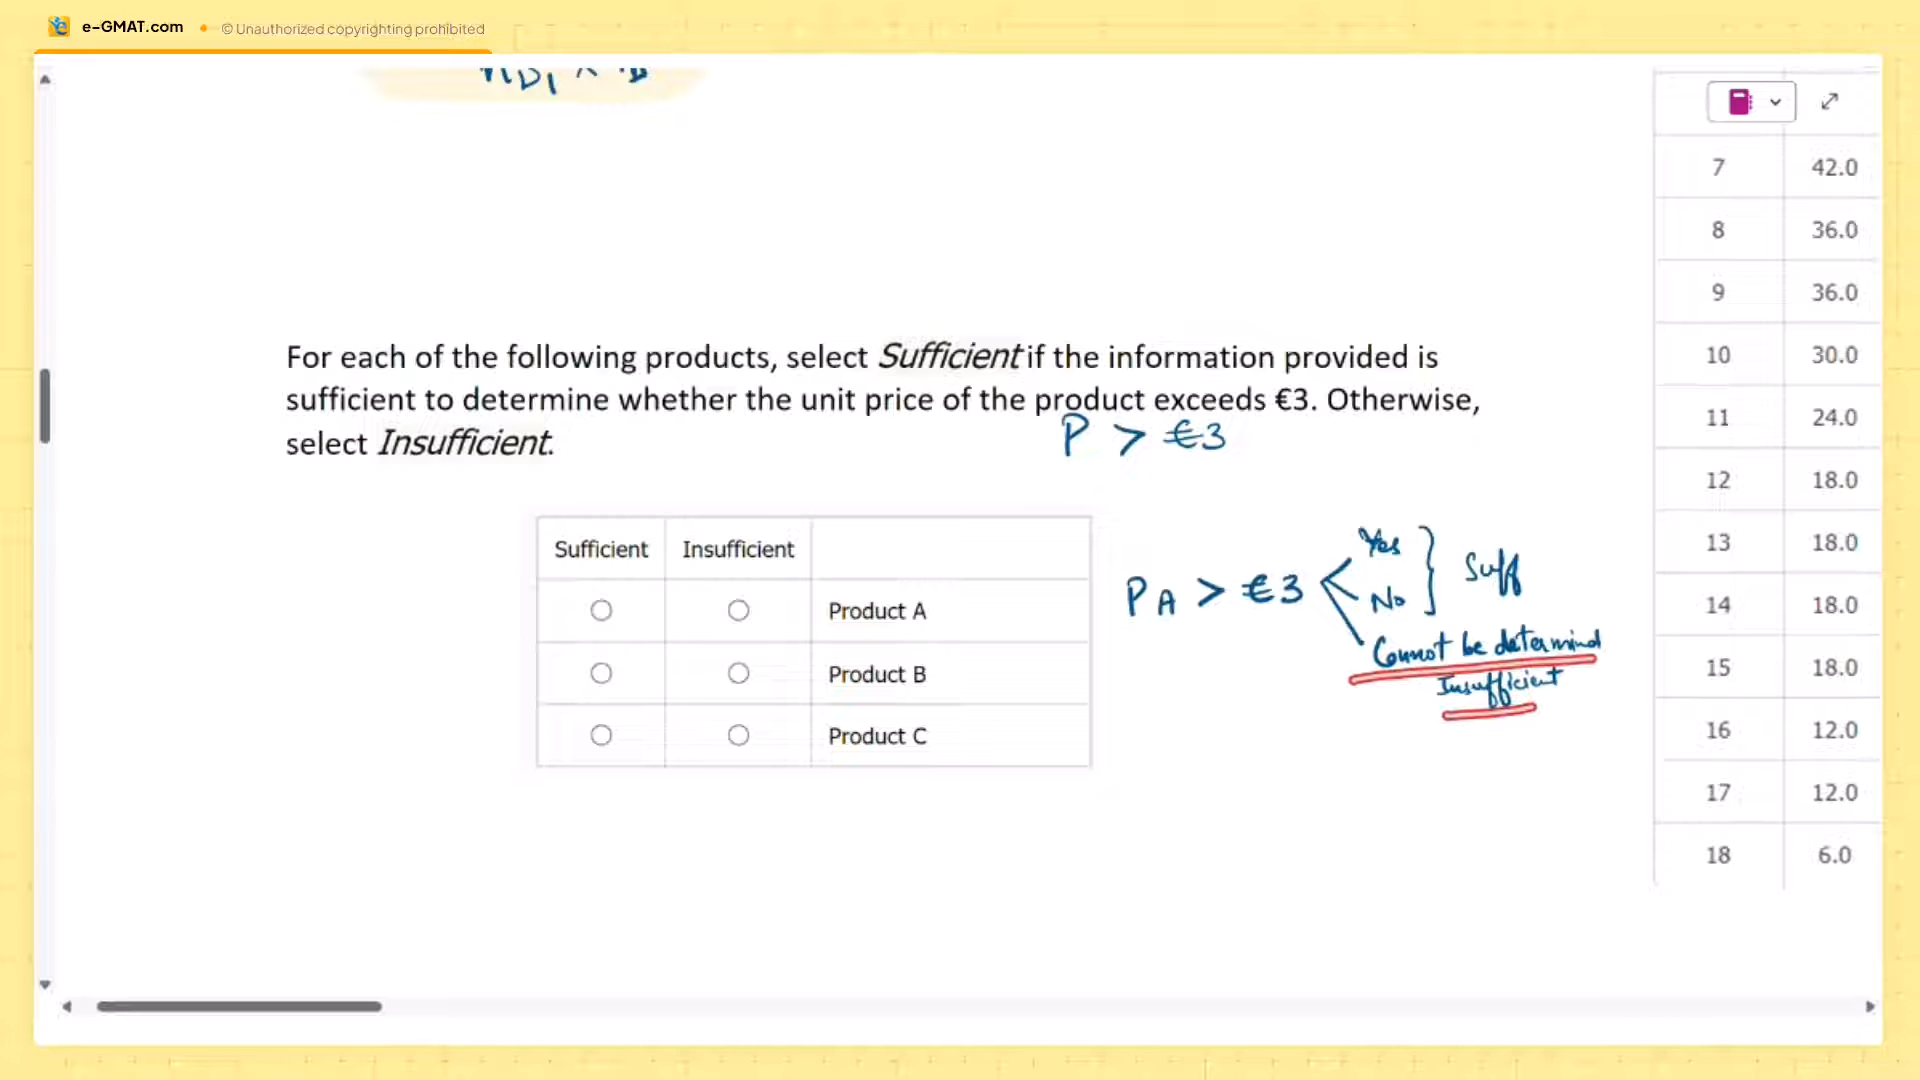 e-GMAT.com • © Unauthorized copyrighting prohibited
For each of the following products, select Sufficient if the information provided is
sufficient to determine whether the unit price of the product exceeds €3. Otherwise,
select Insufficient.
P > €3
Sufficient Insufficient
Product A
Product B
Product C
PA > €3
Yes
No
Suff
Cannot be determind
Insufficient
7 42.0
8 36.0
9 36.0
10 30.0
11 24.0
12 18.0
13 18.0
14 18.0
15 18.0
16 12.0
17 12.0
18 6.0